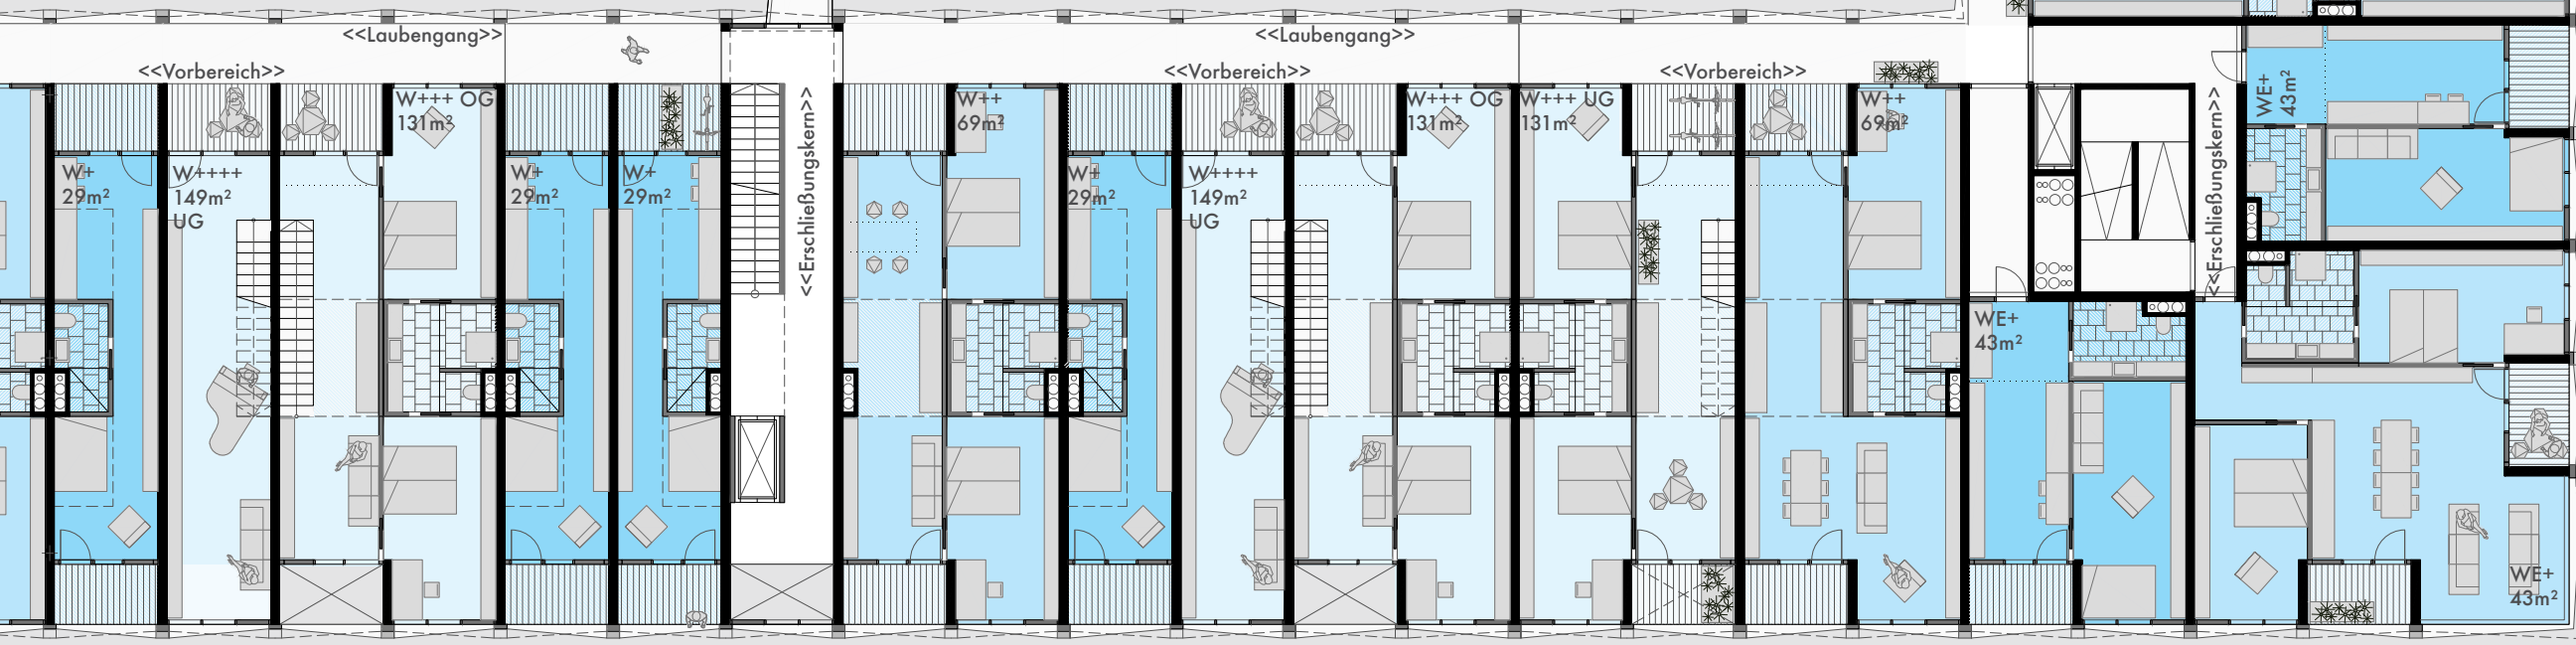 <<Laubengang>>
<<Laubengang>>
<<Vorbereich>>
<<Vorbereich>>
<<Vorbereich>>
W+
29m²
W++++
149m²
UG
W+++ OG
131m²
W+
29m²
W+
29m²
<<Erschließungskern>>
W++
69m²
W+
29m²
W++++
149m²
UG
W+++ OG
131m²
W+++ UG
131m²
W++
69m²
WE+
43m²
<<Erschließungskern>>
WE+
43m²
WE+
43m²